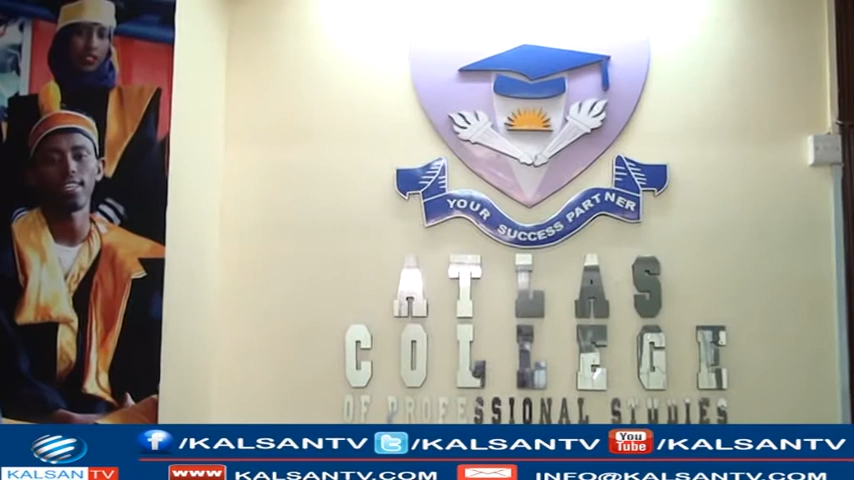 YOUR SUCCESS PARTNER
ATLAS
COLLEGE
OF PROFESSIONAL STUDIES
/KALSANTV /KALSANTV You Tube /KALSANTV
KALSAN TV www KALSANTV.COM INFO@KALSANTV.COM